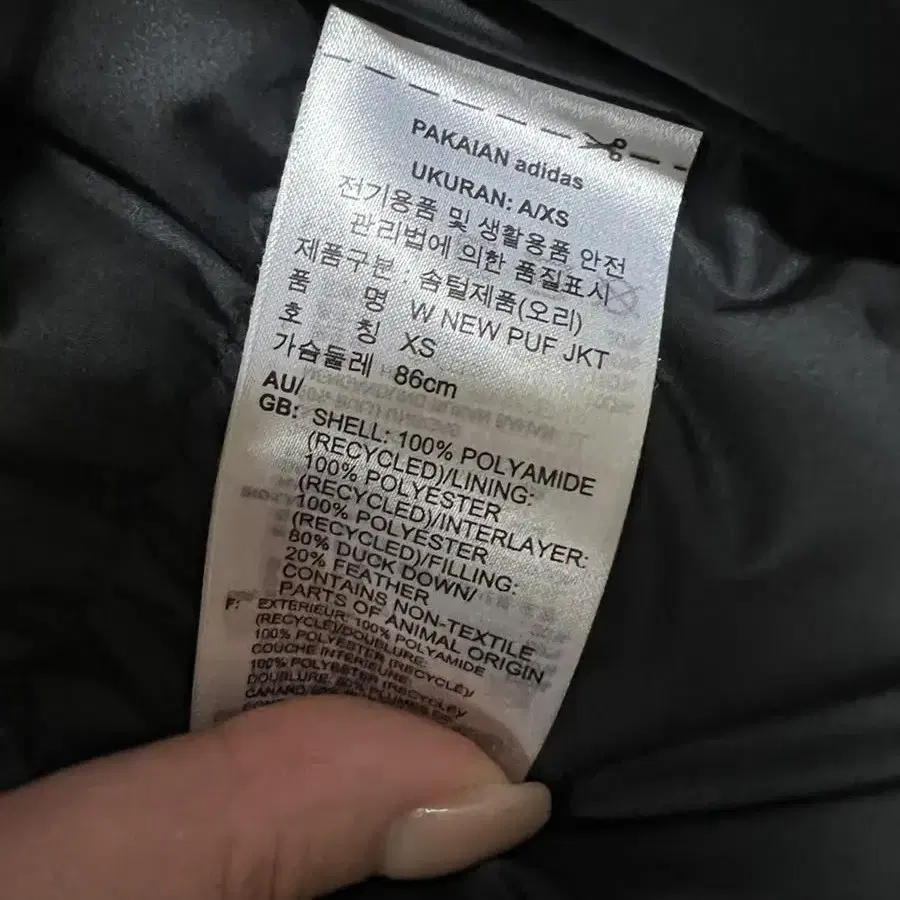 PAKAIAN adidas
UKURAN: A/XS
전기용품 및 생활용품 안전
관리법에 의한 품질표시
제품구분 : 솜털제품(오리)
품 명 W NEW PUF JKT
호 칭 XS
가슴둘레 86cm
AU/
GB: SHELL: 100% POLYAMIDE
(RECYCLED)/LINING:
100% POLYESTER
(RECYCLED)/INTERLAYER:
100% POLYESTER
(RECYCLED)/FILLING:
80% DUCK DOWN/
20% FEATHER
CONTAINS NON-TEXTILE
PARTS OF ANIMAL ORIGIN
F: EXTERIEUR: 100% POLYAMIDE
(RECYCLE)/DOUBLURE:
100% POLYESTER (RECYCLE)/
COUCHE INTERIEURE:
100% POLYESTER (RECYCLE)/